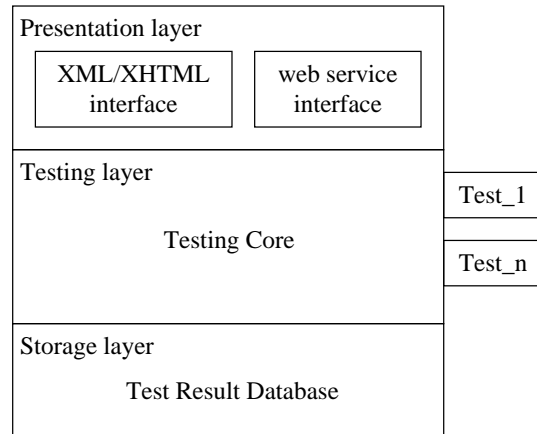 Presentation layer
XML/XHTML
interface
web service
interface
Testing layer
Testing Core
Test_1
Test_n
Storage layer
Test Result Database